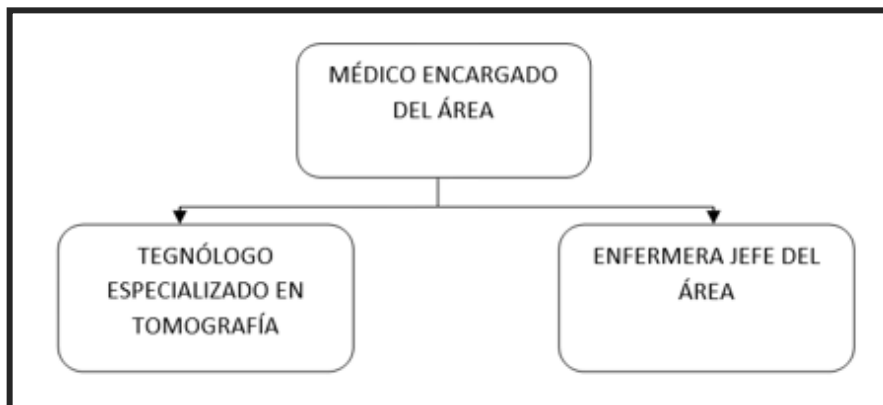 MÉDICO ENCARGADO
DEL ÁREA
TEGNÓLOGO
ESPECIALIZADO EN
TOMOGRAFÍA
ENFERMERA JEFE DEL
ÁREA